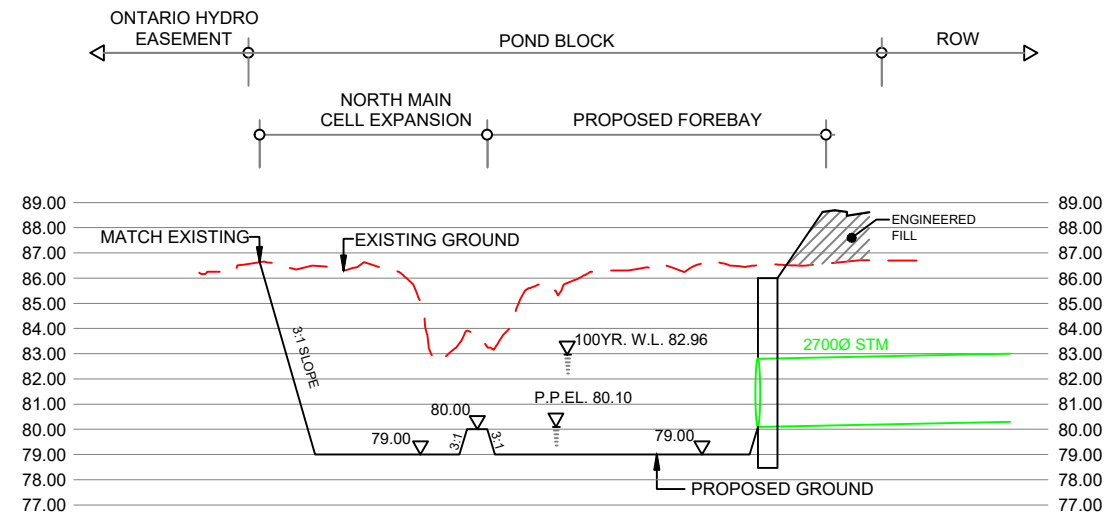 ONTARIO HYDRO
EASEMENT
POND BLOCK
ROW
NORTH MAIN
CELL EXPANSION
PROPOSED FOREBAY
89.00
89.00
88.00
88.00
ENGINEERED
FILL
MATCH EXISTING
EXISTING GROUND
87.00
87.00
86.00
86.00
85.00
85.00
84.00
84.00
3:1 SLOPE
100YR. W.L. 82.96
2700Ø STM
83.00
83.00
82.00
82.00
P.P.EL. 80.10
81.00
81.00
80.00
80.00
80.00
79.00
3:1
3:1
79.00
79.00
79.00
78.00
78.00
PROPOSED GROUND
77.00
77.00